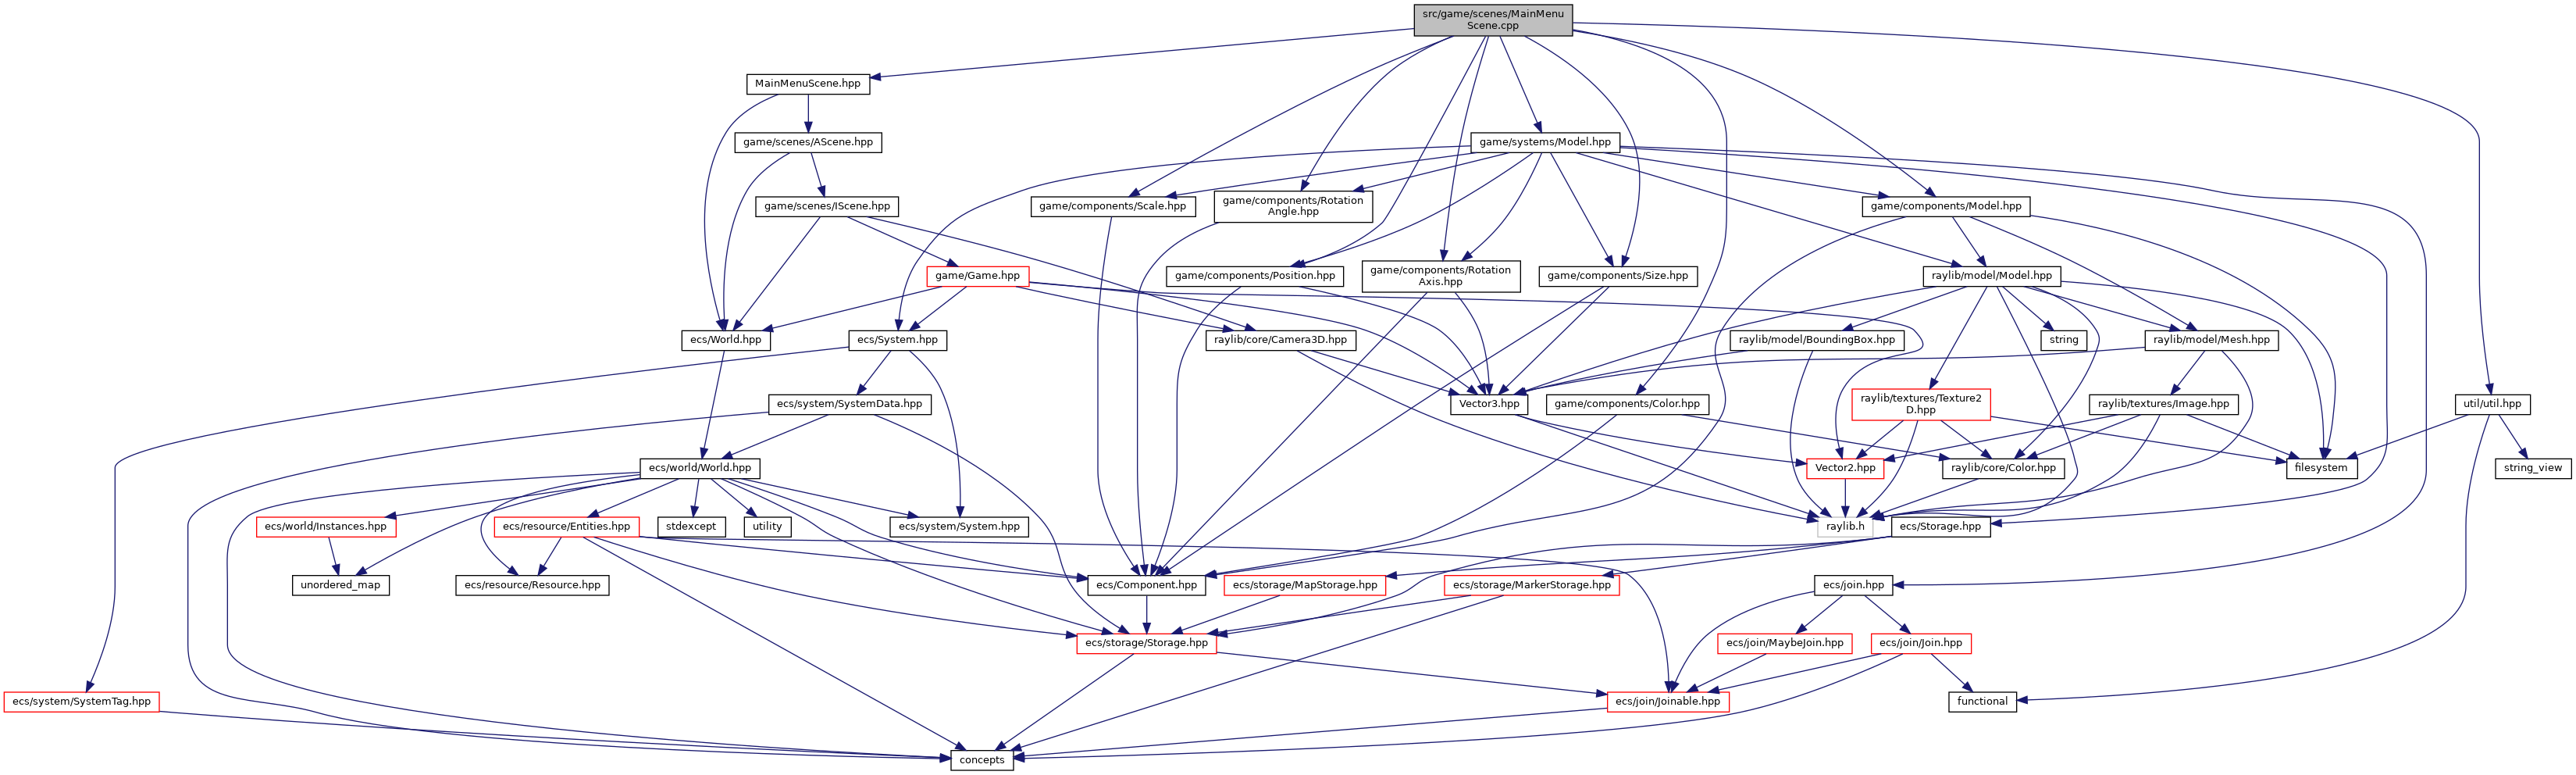 src/game/scenes/MainMenu
Scene.cpp
MainMenuScene.hpp
game/scenes/AScene.hpp
game/systems/Model.hpp
game/scenes/IScene.hpp
game/components/Scale.hpp
game/components/Rotation
Angle.hpp
game/components/Model.hpp
game/Game.hpp
game/components/Position.hpp
game/components/Rotation
Axis.hpp
game/components/Size.hpp
raylib/model/Model.hpp
ecs/World.hpp
ecs/System.hpp
raylib/core/Camera3D.hpp
raylib/model/BoundingBox.hpp
string
raylib/model/Mesh.hpp
ecs/system/SystemData.hpp
Vector3.hpp
game/components/Color.hpp
raylib/textures/Texture2
D.hpp
raylib/textures/Image.hpp
util/util.hpp
ecs/world/World.hpp
Vector2.hpp
raylib/core/Color.hpp
filesystem
string_view
ecs/world/Instances.hpp
ecs/resource/Entities.hpp
stdexcept
utility
ecs/system/System.hpp
raylib.h
ecs/Storage.hpp
unordered_map
ecs/resource/Resource.hpp
ecs/Component.hpp
ecs/storage/MapStorage.hpp
ecs/storage/MarkerStorage.hpp
ecs/join.hpp
ecs/storage/Storage.hpp
ecs/join/MaybeJoin.hpp
ecs/join/Join.hpp
ecs/system/SystemTag.hpp
ecs/join/Joinable.hpp
functional
concepts